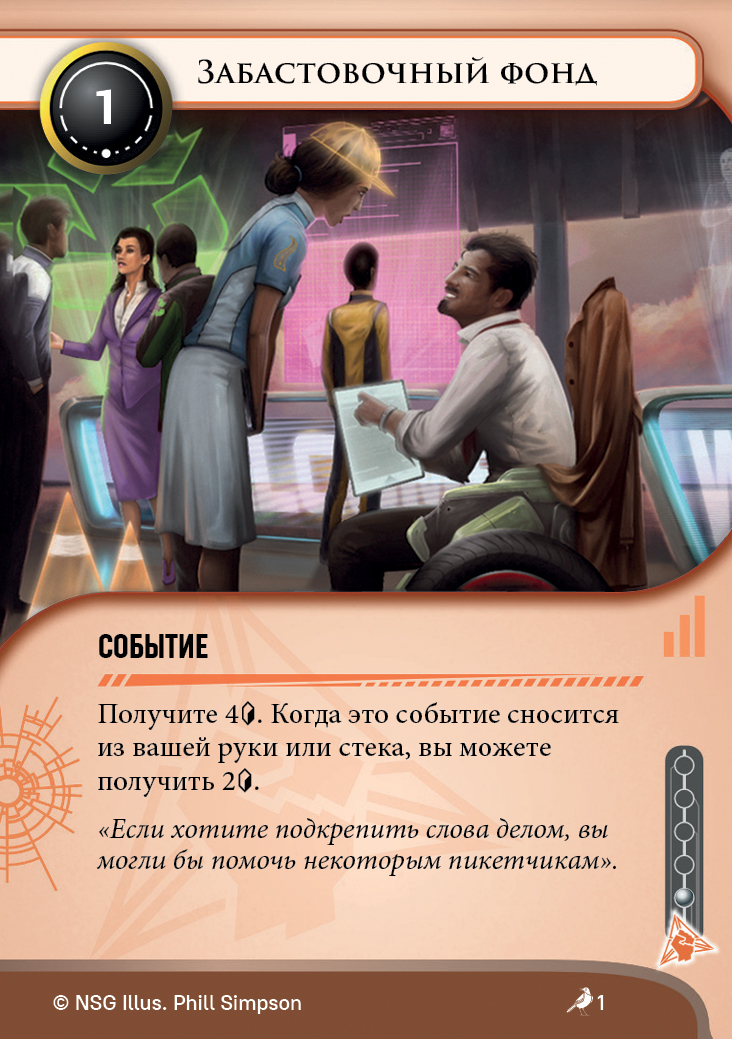 1
Забастовочный фонд
СОБЫТИЕ
Получите 4. Когда это событие сносится
из вашей руки или стека, вы можете
получить 2.
«Если хотите подкрепить слова делом, вы
могли бы помочь некоторым пикетчикам».
© NSG Illus. Phill Simpson
1